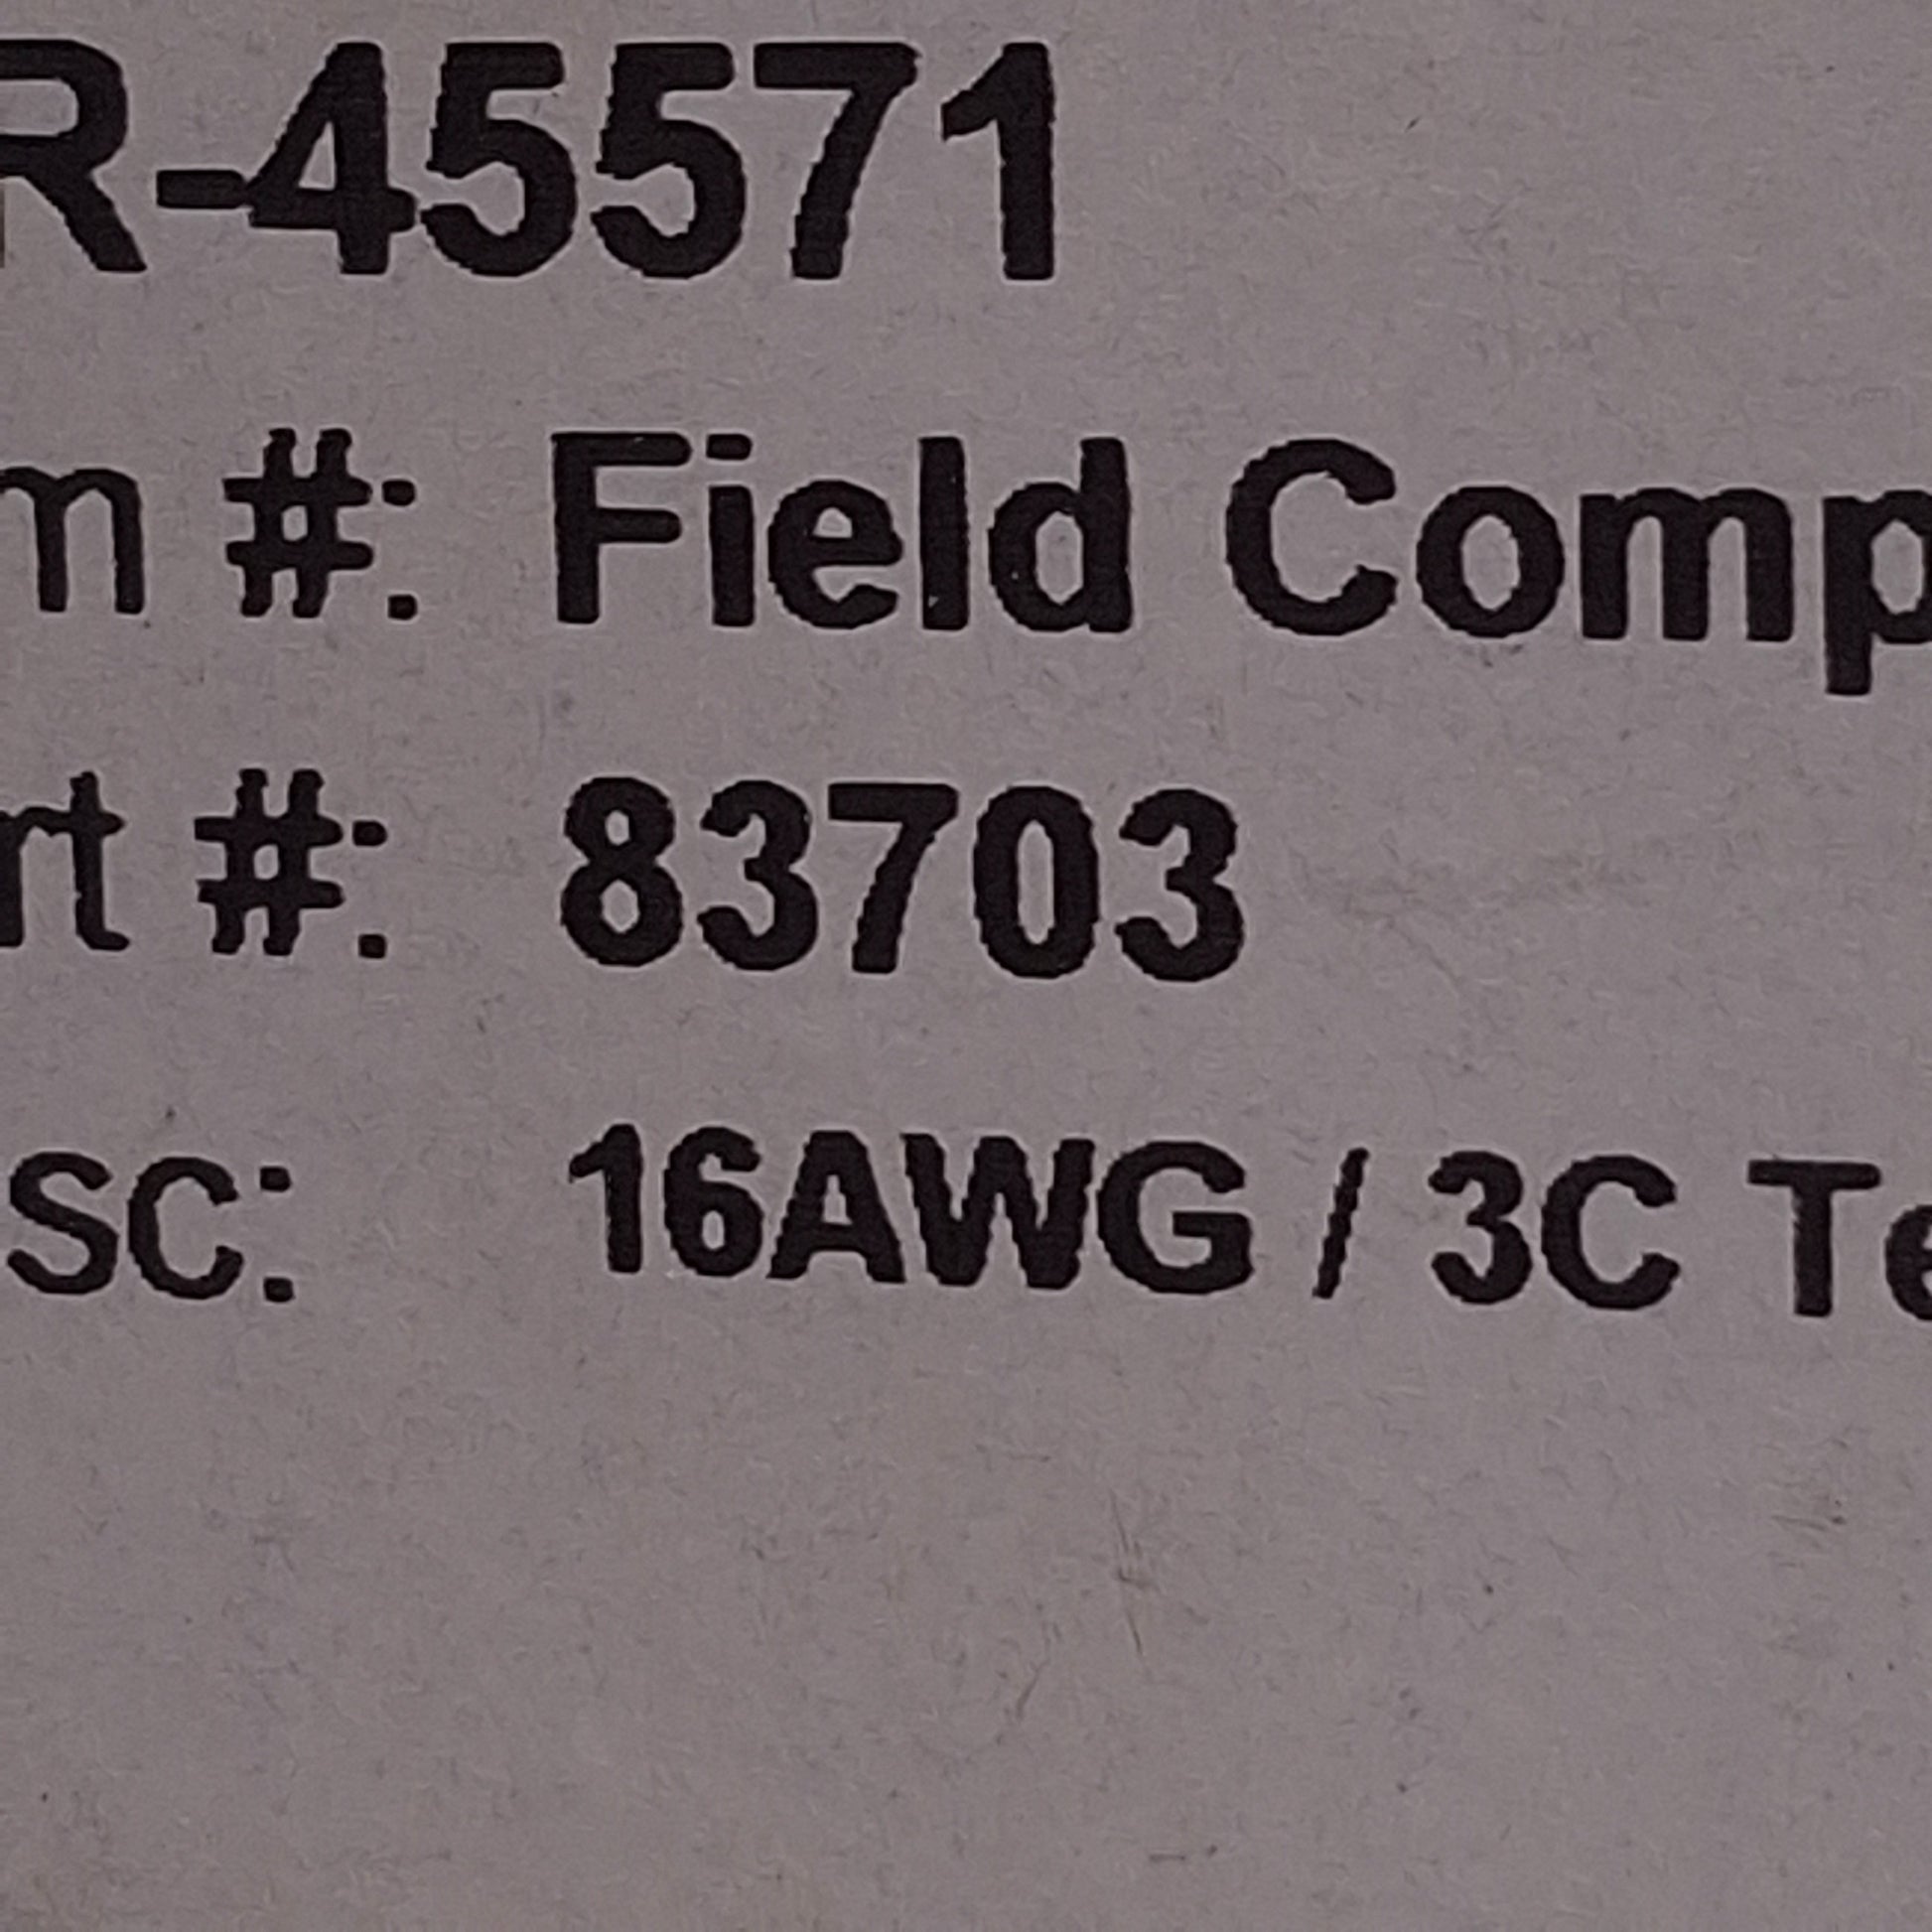 R-45571
m #: Field Comp
rt #: 83703
sc: 16AWG / 3C Te